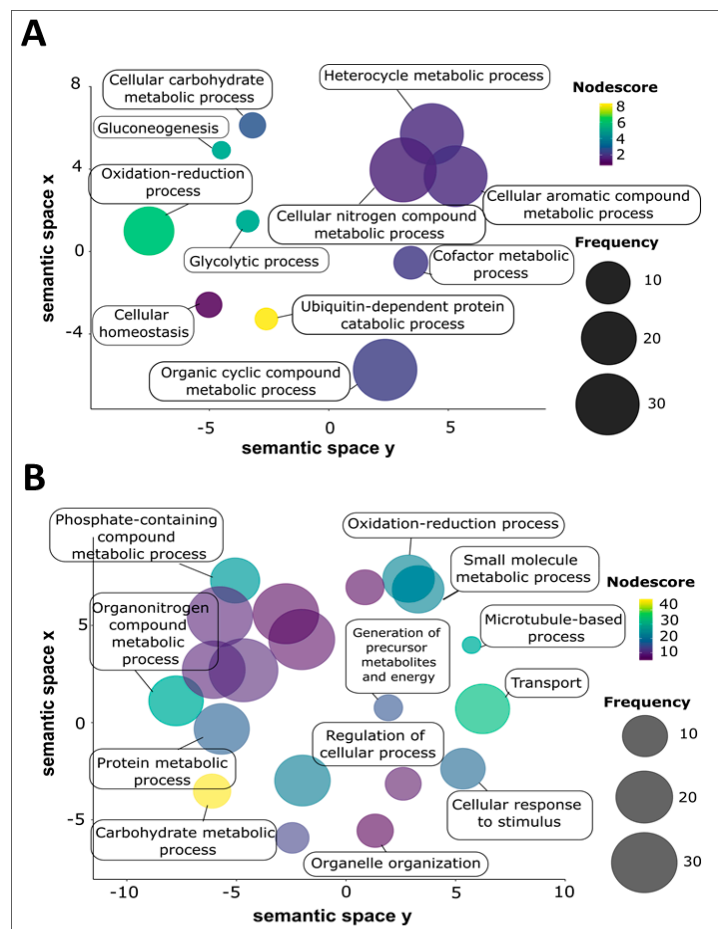 A
Cellular carbohydrate
metabolic process
Heterocycle metabolic process
Nodescore
8
6
4
2
Gluconeogenesis
Oxidation-reduction
process
Cellular aromatic compound
metabolic process
Cellular nitrogen compound
metabolic process
Glycolytic process
Cofactor metabolic
process
Frequency
10
20
30
Cellular
homeostasis
Ubiquitin-dependent protein
catabolic process
Organic cyclic compound
metabolic process
8
4
0
-4
semantic space x
-5
0
5
semantic space y
B
Phosphate-containing
compound
metabolic process
Oxidation-reduction process
Small molecule
metabolic process
Nodescore
40
30
20
10
Organonitrogen
compound
metabolic
process
Generation of
precursor
metabolites
and energy
Microtubule-based
process
Transport
Frequency
10
20
30
Regulation of
cellular process
Protein metabolic
process
Cellular response
to stimulus
Carbohydrate metabolic
process
Organelle organization
5
0
-5
semantic space x
-10
-5
0
5
10
semantic space y